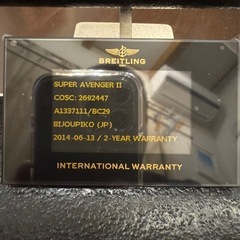 BREITLING
SUPER AVENGER II
COSC: 2692447
A1337111/BC29
BIJOUPIKO (JP)
2014-06-13 / 2-YEAR WARRANTY
INTERNATIONAL WARRANTY